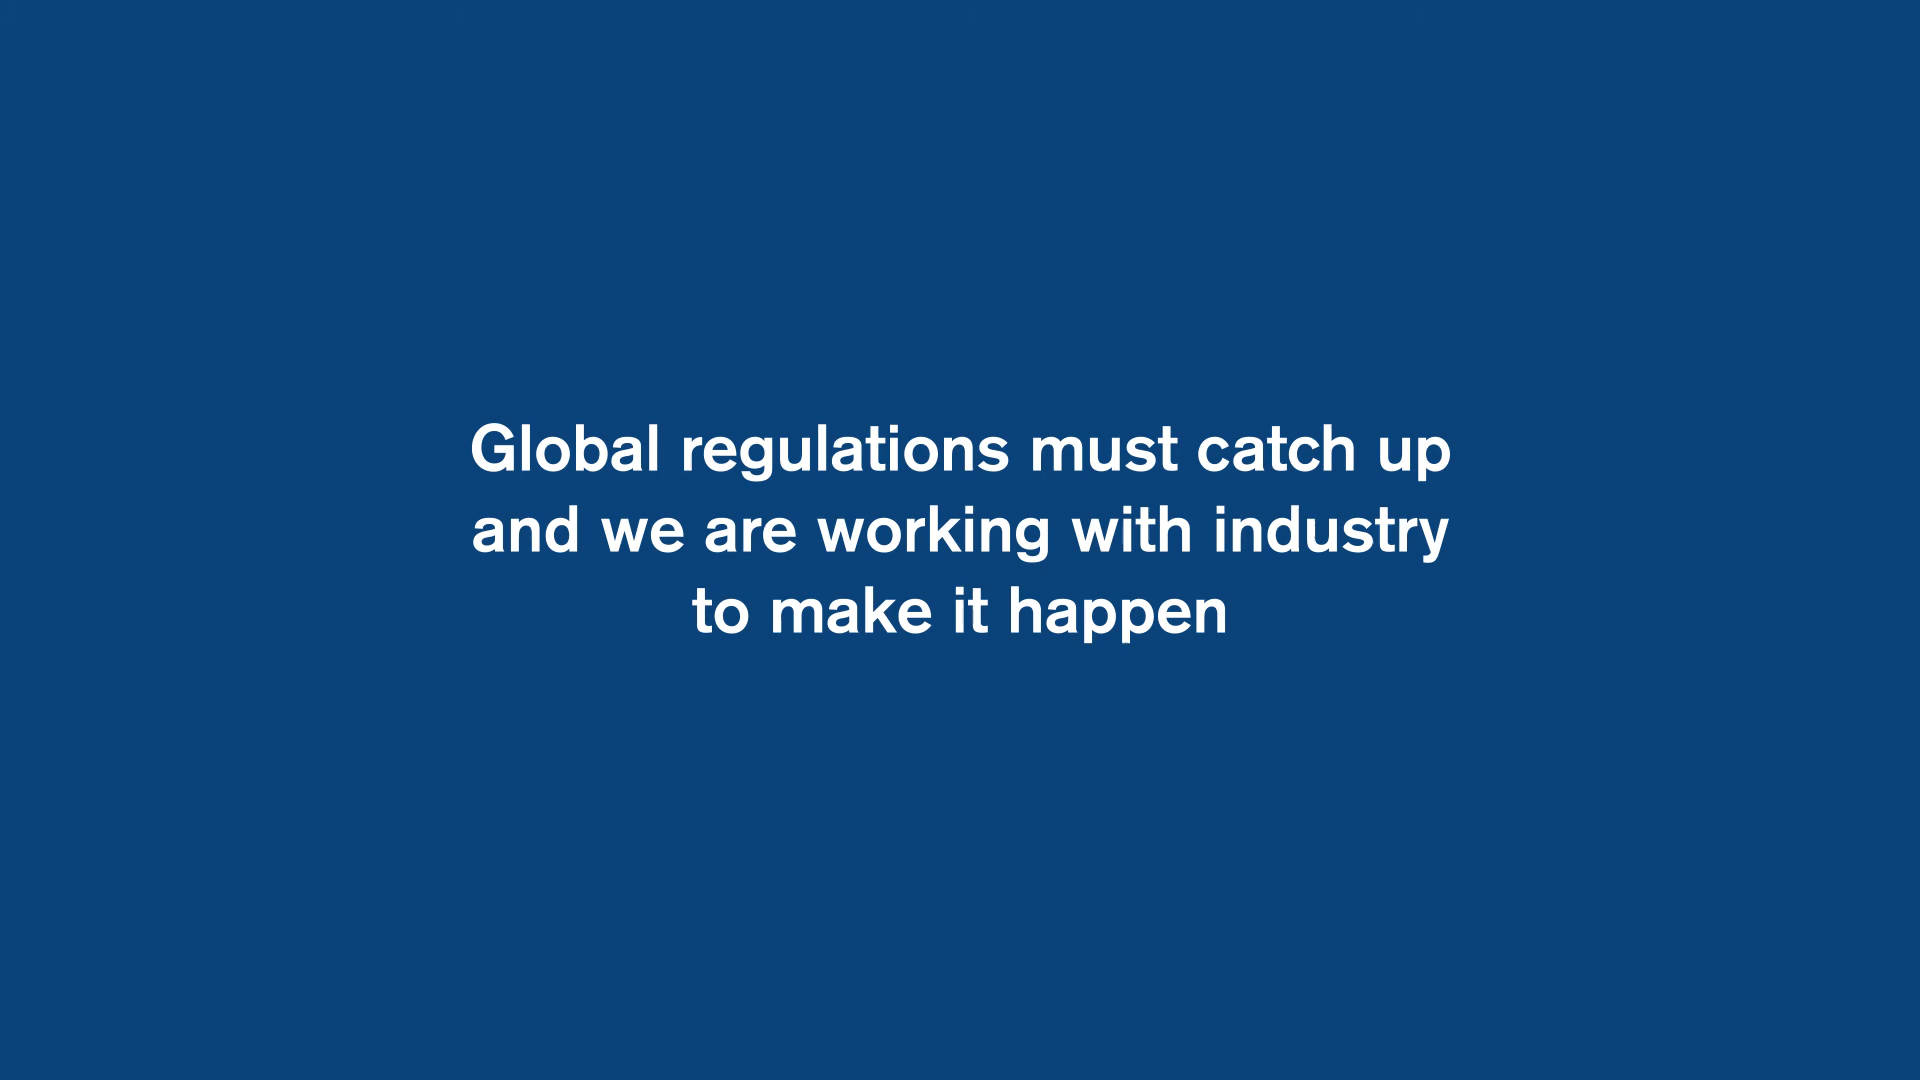 Global regulations must catch up
and we are working with industry
to make it happen